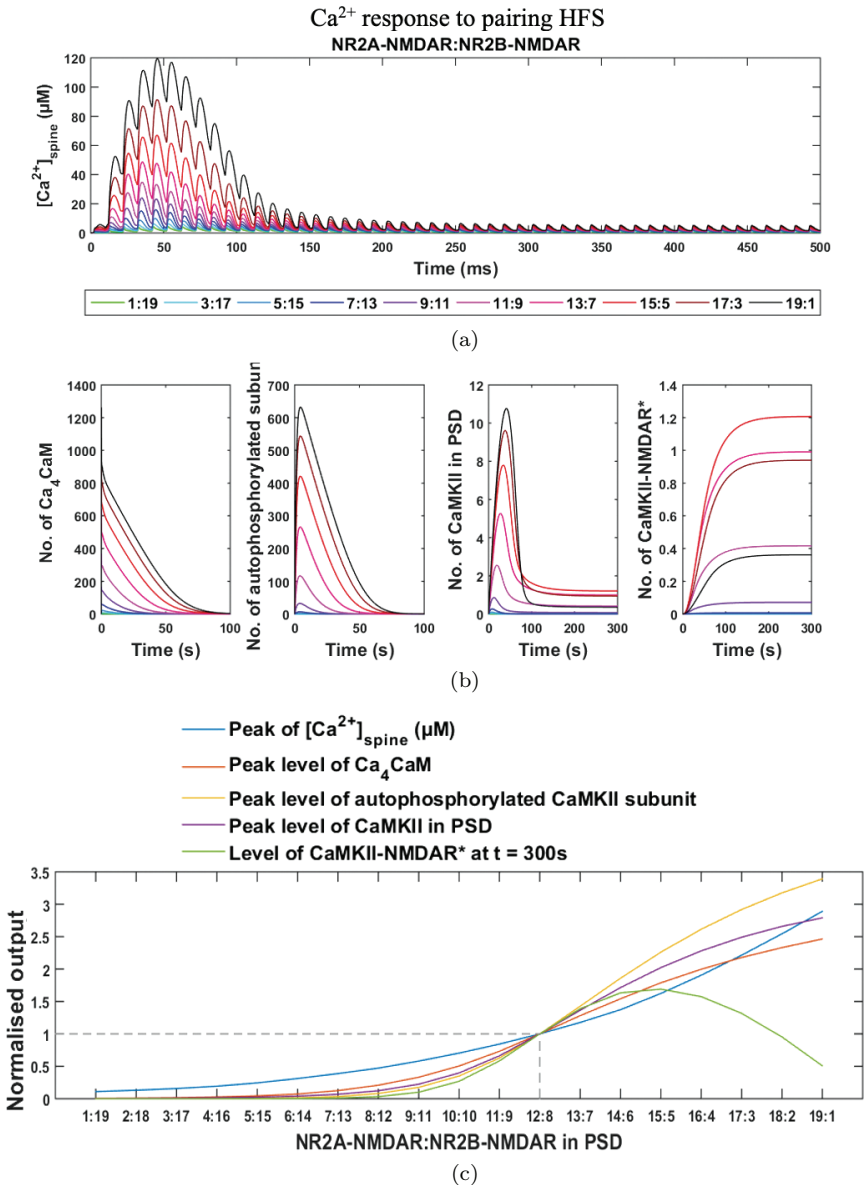 Ca2+ response to pairing HFS
NR2A-NMDAR:NR2B-NMDAR
120
100
80
60
40
20
0
[Ca2+]spine (µM)
0 50 100 150 200 250 300 350 400 450 500
Time (ms)
1:19 3:17 5:15 7:13 9:11 11:9 13:7 15:5 17:3 19:1
(a)
No. of Ca4CaM
1400
1200
1000
800
600
400
200
0
0 50 100
Time (s)
No. of autophosphorylated subun
700
600
500
400
300
200
100
0
0 50 100
Time (s)
No. of CaMKII in PSD
12
10
8
6
4
2
0
0 100 200 300
Time (s)
No. of CaMKII-NMDAR*
1.4
1.2
1
0.8
0.6
0.4
0.2
0
0 100 200 300
Time (s)
(b)
Peak of [Ca2+]spine (µM)
Peak level of Ca4CaM
Peak level of autophosphorylated CaMKII subunit
Peak level of CaMKII in PSD
Level of CaMKII-NMDAR* at t = 300s
Normalised output
3.5
3
2.5
2
1.5
1
0.5
0
1:19 2:18 3:17 4:16 5:15 6:14 7:13 8:12 9:11 10:10 11:9 12:8 13:7 14:6 15:5 16:4 17:3 18:2 19:1
NR2A-NMDAR:NR2B-NMDAR in PSD
(c)